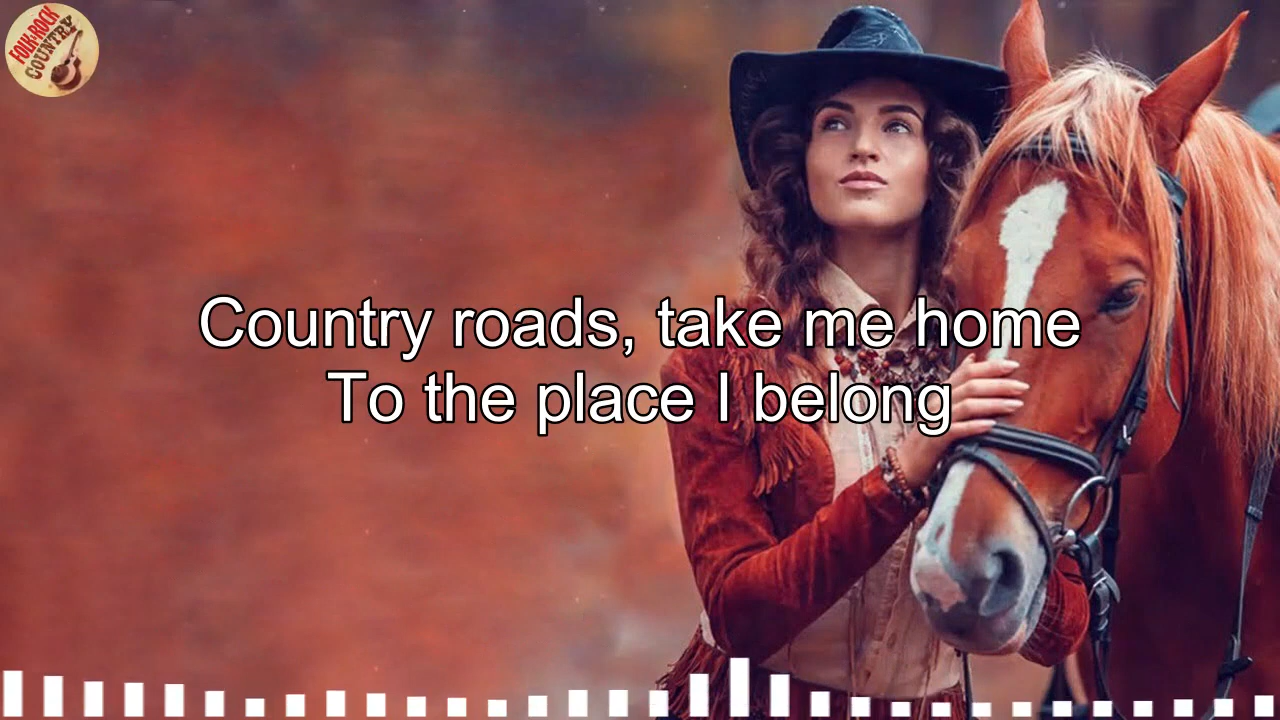 FOLK-ROCK
COUNTRY
Country roads, take me home
To the place I belong